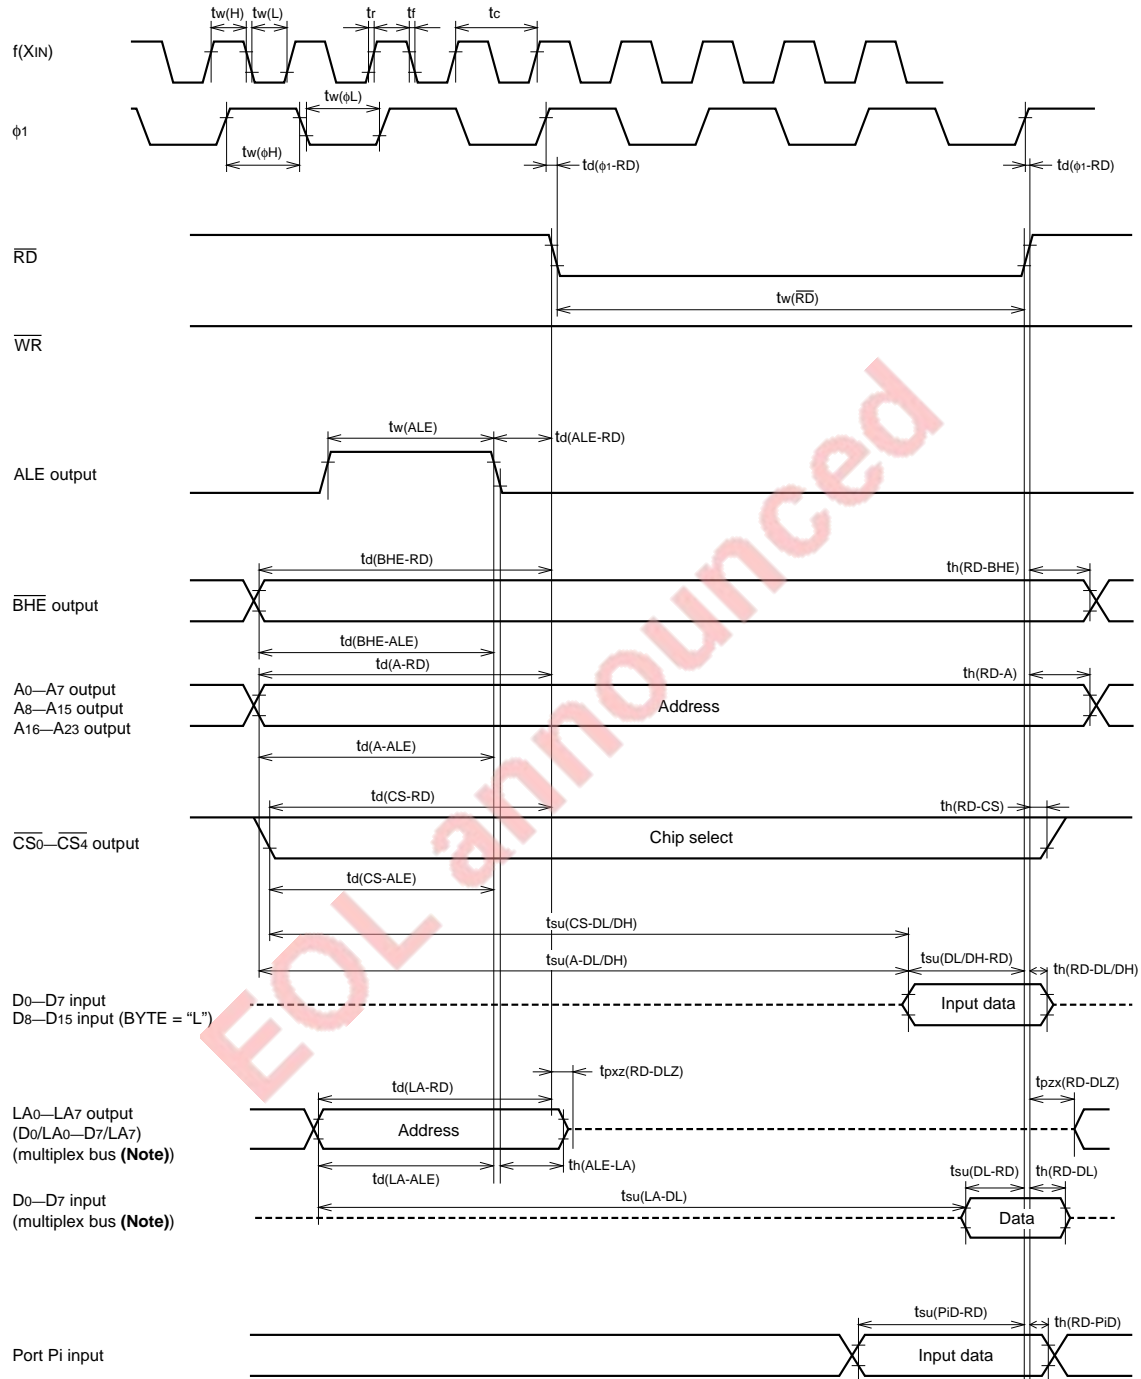 tw(H) tw(L) tr tf tc
f(XIN)
tw(ϕL)
ϕ1
tw(ϕH)
td(ϕ1-RD) td(ϕ1-RD)
RD
tw(RD)
WR
tw(ALE)
td(ALE-RD)
ALE output
td(BHE-RD)
th(RD-BHE)
BHE output
td(BHE-ALE)
td(A-RD)
th(RD-A)
A0—A7 output
A8—A15 output
A16—A23 output
Address
td(A-ALE)
td(CS-RD)
th(RD-CS)
CS0—CS4 output
Chip select
td(CS-ALE)
tsu(CS-DL/DH)
tsu(A-DL/DH)
tsu(DL/DH-RD)
th(RD-DL/DH)
D0—D7 input
D8—D15 input (BYTE = “L”)
Input data
tpxz(RD-DLZ)
td(LA-RD)
tpzx(RD-DLZ)
LA0—LA7 output
(D0/LA0—D7/LA7)
(multiplex bus (Note))
Address
td(LA-ALE)
th(ALE-LA)
tsu(DL-RD)
th(RD-DL)
tsu(LA-DL)
D0—D7 input
(multiplex bus (Note))
Data
tsu(PiD-RD)
th(RD-PiD)
Port Pi input
Input data
EOL announced